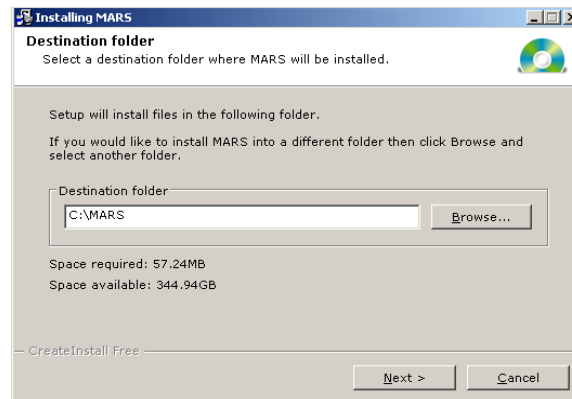 Installing MARS
Destination folder
Select a destination folder where MARS will be installed.
Setup will install files in the following folder.
If you would like to install MARS into a different folder then click Browse and
select another folder.
Destination folder
C:\MARS
Browse...
Space required: 57.24MB
Space available: 344.94GB
CreateInstall Free
Next >
Cancel